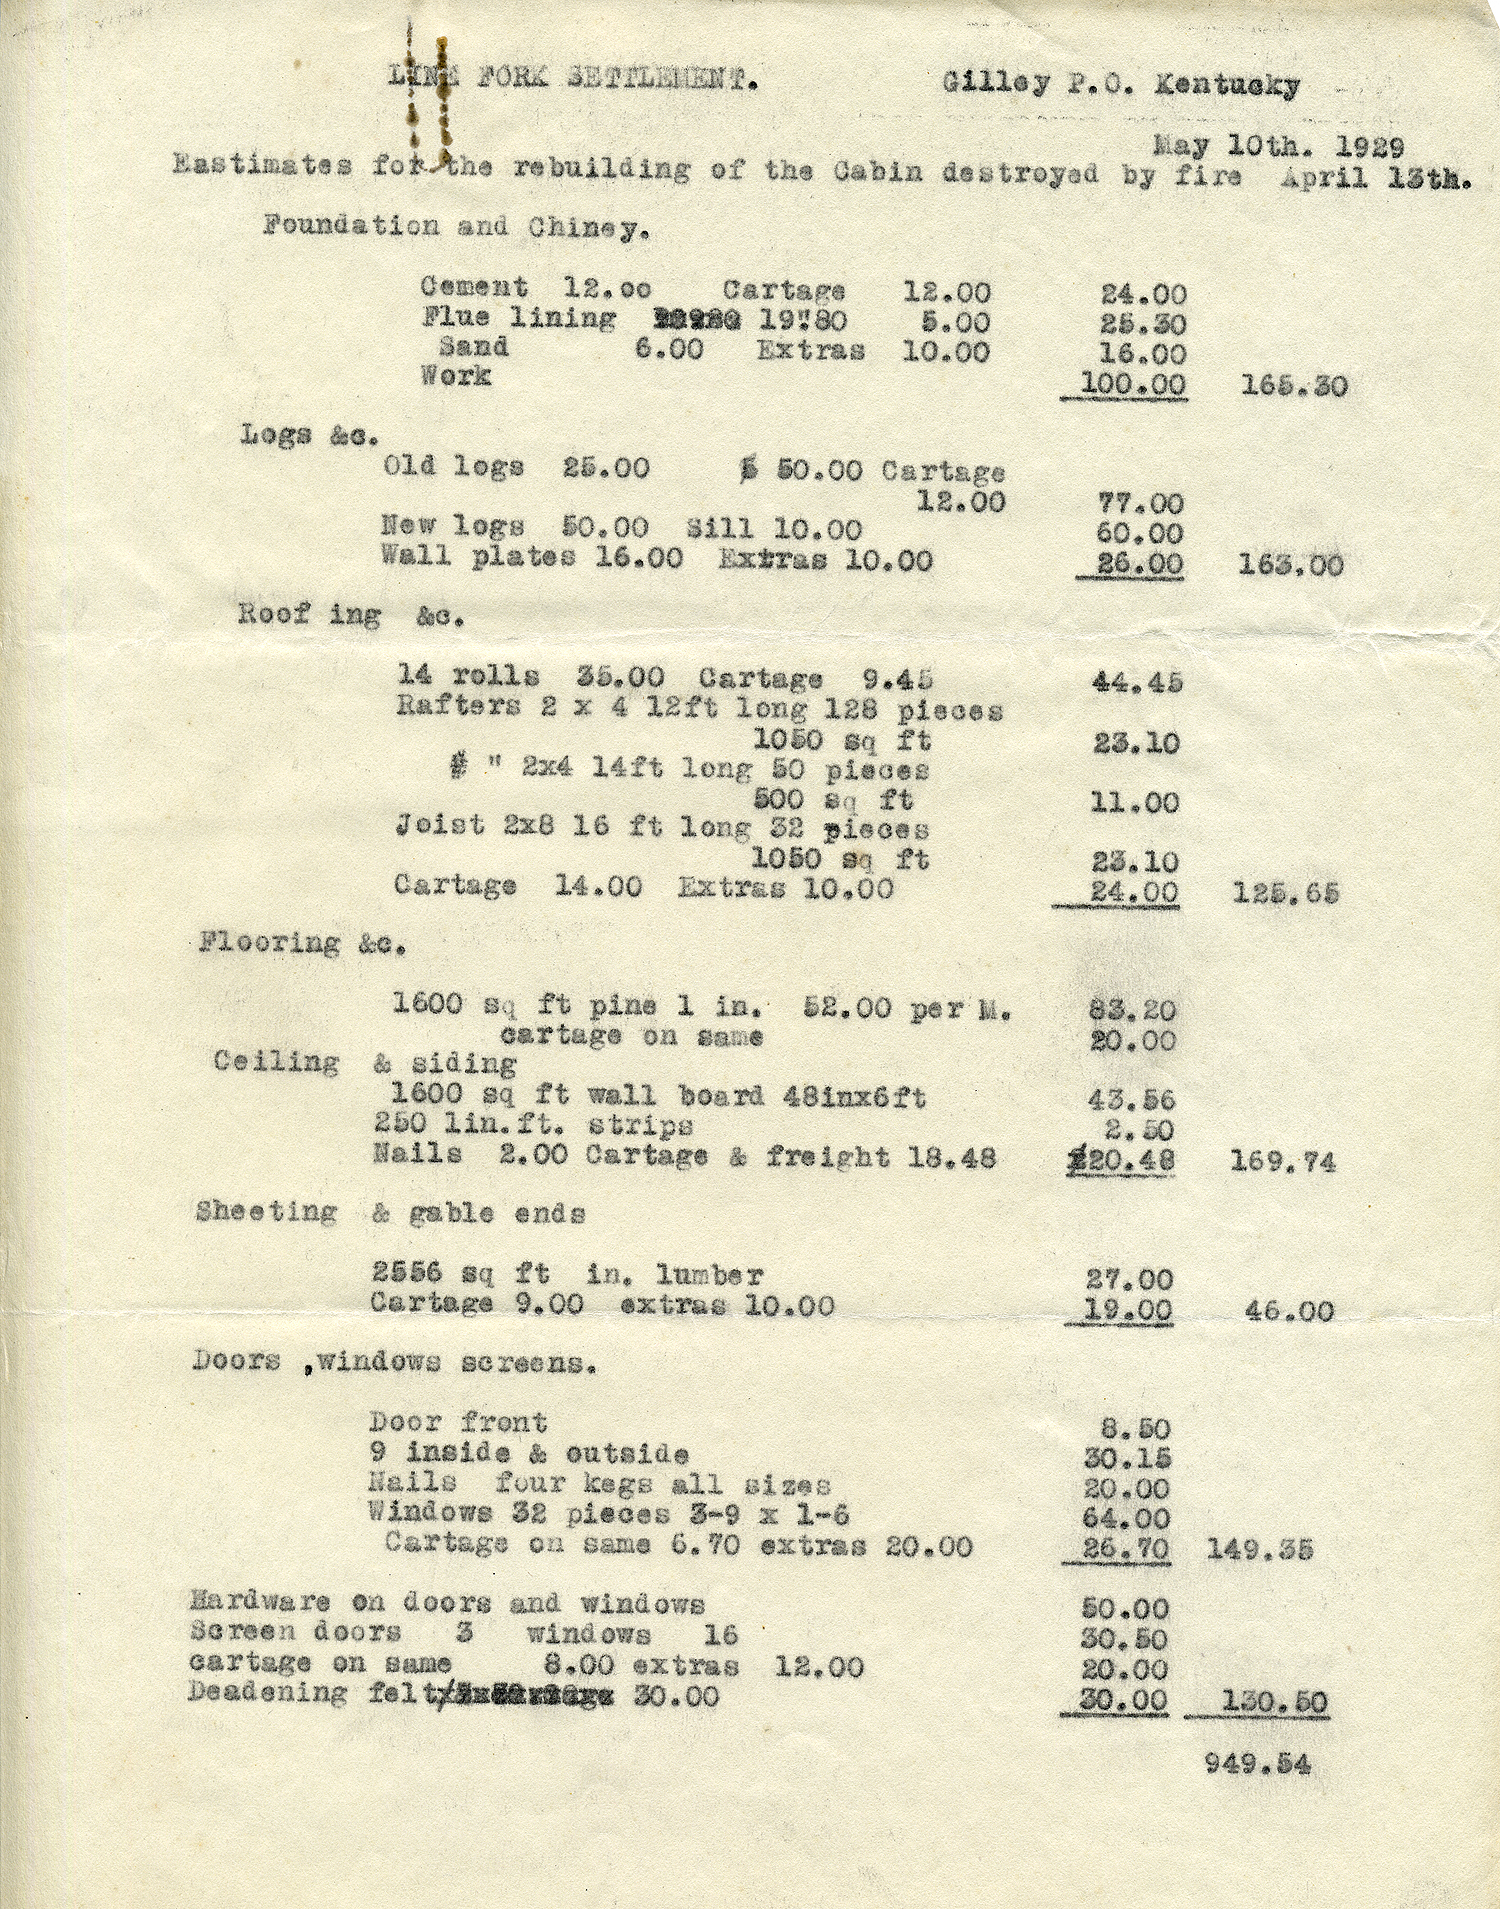 LINE FORK SETTLEMENT. Gilley P.O. Kentucky
May 10th. 1929
Eastimates for the rebuilding of the Cabin destroyed by fire April 13th.
Foundation and Chiney.
Cement 12.oo Cartage 12.00 24.00
Flue lining 19"80 5.00 25.30
Sand 6.00 Extras 10.00 16.00
Work 100.00 165.30
Logs &c.
Old logs 25.00 50.00 Cartage
12.00 77.00
New logs 50.00 Sill 10.00 60.00
Wall plates 16.00 Extras 10.00 26.00 163.00
Roof ing &c.
14 rolls 35.00 Cartage 9.45 44.45
Rafters 2 x 4 12ft long 128 pieces
1050 sq ft 23.10
" 2x4 14ft long 50 pieces
500 sq ft 11.00
Joist 2x8 16 ft long 32 pieces
1050 sq ft 23.10
Cartage 14.00 Extras 10.00 24.00 125.65
Flooring &c.
1600 sq ft pine 1 in. 52.00 per M. 83.20
cartage on same 20.00
Ceiling & siding
1600 sq ft wall board 48inx6ft 43.56
250 lin.ft. strips 2.50
Nails 2.00 Cartage & freight 18.48 20.48 169.74
Sheeting & gable ends
2556 sq ft in. lumber 27.00
Cartage 9.00 extras 10.00 19.00 46.00
Doors ,windows screens.
Door front 8.50
9 inside & outside 30.15
Nails four kegs all sizes 20.00
Windows 32 pieces 3-9 x 1-6 64.00
Cartage on same 6.70 extras 20.00 26.70 149.35
Hardware on doors and windows 50.00
Screen doors 3 windows 16 30.50
cartage on same 8.00 extras 12.00 20.00
Deadening felt 30.00 30.00 130.50
949.54